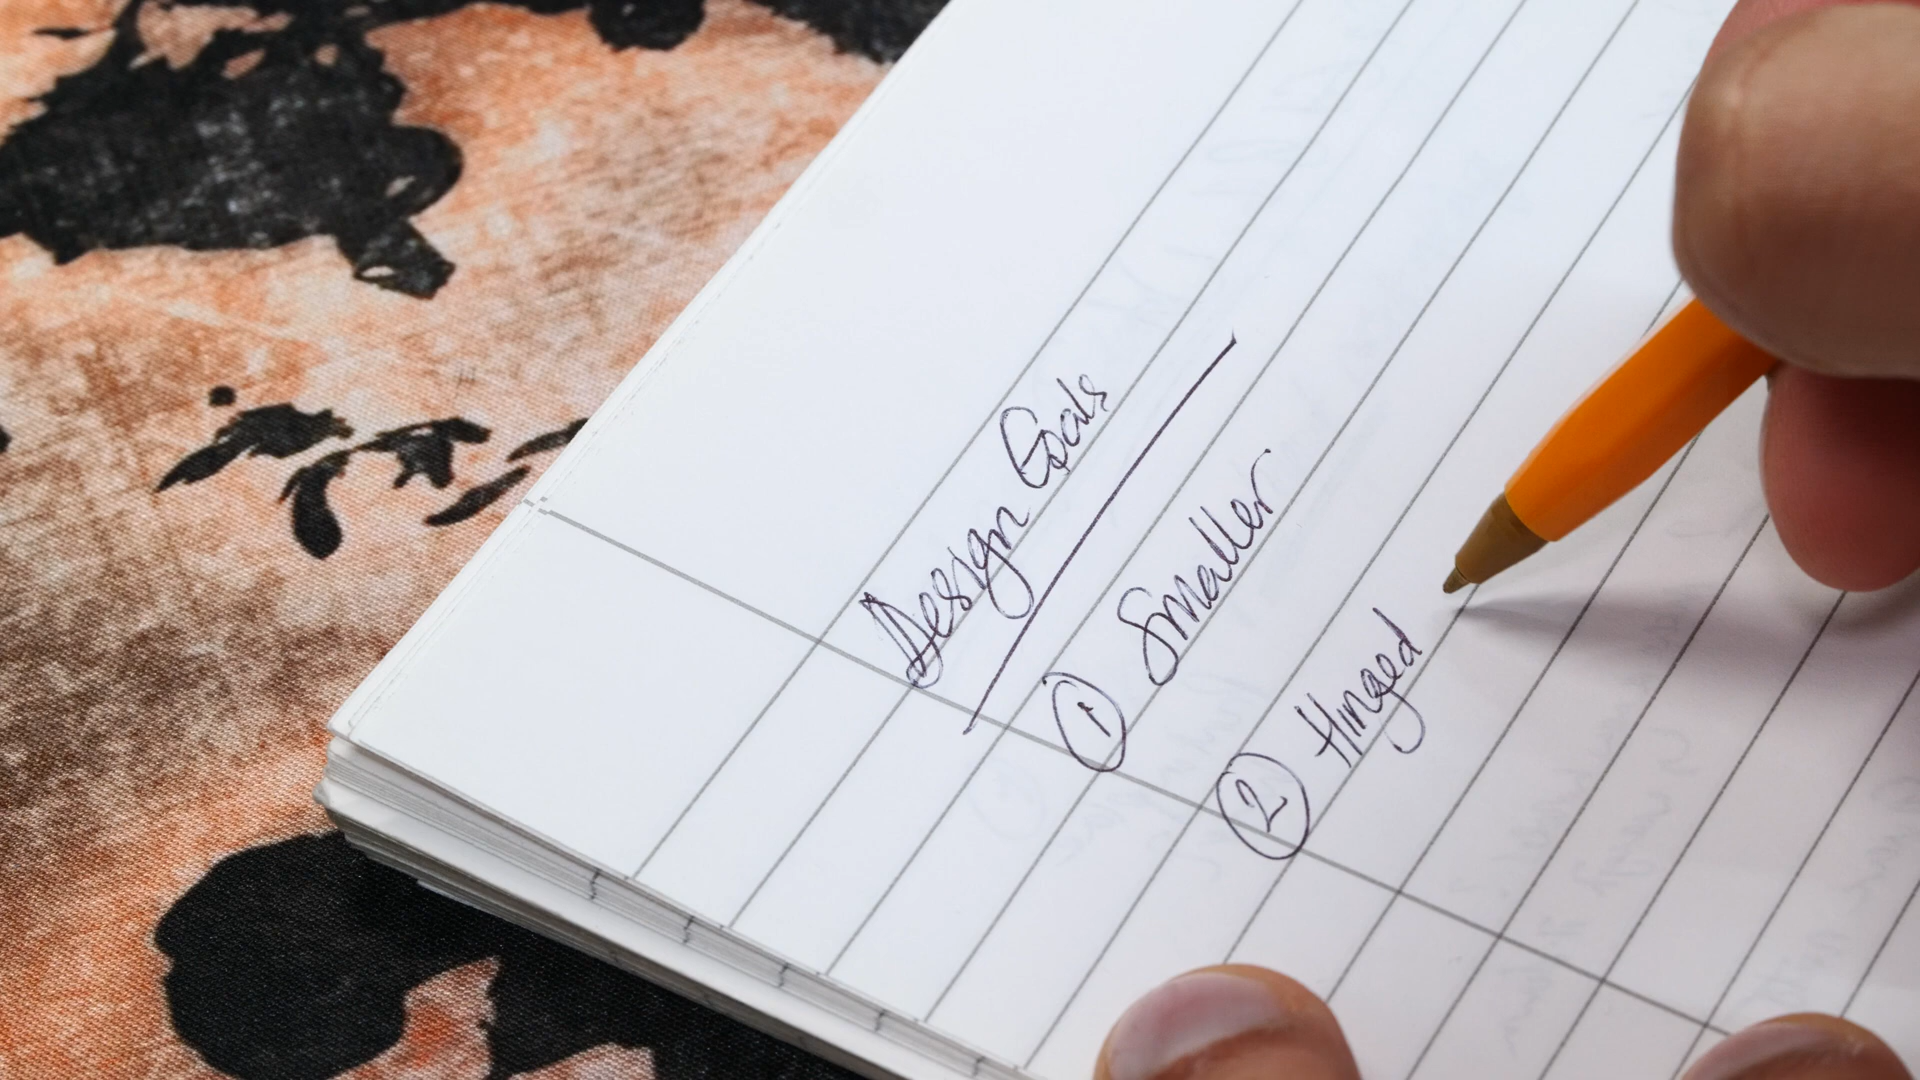 Design Goals
① Smaller
② Hinged